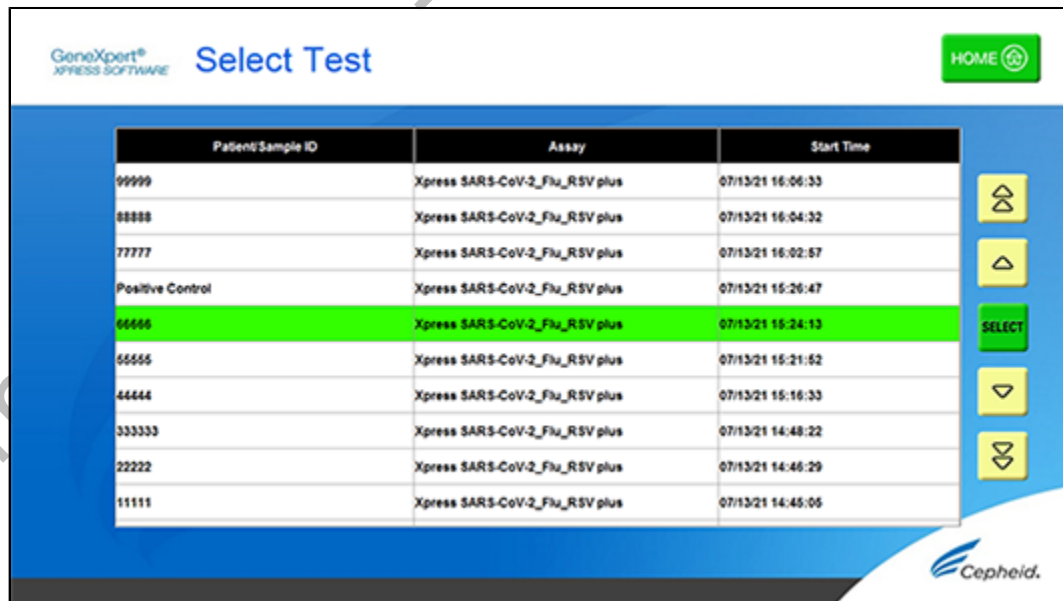 GeneXpert®
XPRESS SOFTWARE
Select Test
HOME
Patient/Sample ID Assay Start Time
99999 Xpress SARS-CoV-2_Flu_RSV plus 07/13/21 16:06:33
88888 Xpress SARS-CoV-2_Flu_RSV plus 07/13/21 16:04:32
77777 Xpress SARS-CoV-2_Flu_RSV plus 07/13/21 16:02:57
Positive Control Xpress SARS-CoV-2_Flu_RSV plus 07/13/21 15:26:47
66666 Xpress SARS-CoV-2_Flu_RSV plus 07/13/21 15:24:13
SELECT
55555 Xpress SARS-CoV-2_Flu_RSV plus 07/13/21 15:21:52
44444 Xpress SARS-CoV-2_Flu_RSV plus 07/13/21 15:16:33
333333 Xpress SARS-CoV-2_Flu_RSV plus 07/13/21 14:48:22
22222 Xpress SARS-CoV-2_Flu_RSV plus 07/13/21 14:46:29
11111 Xpress SARS-CoV-2_Flu_RSV plus 07/13/21 14:45:05
Cepheid.